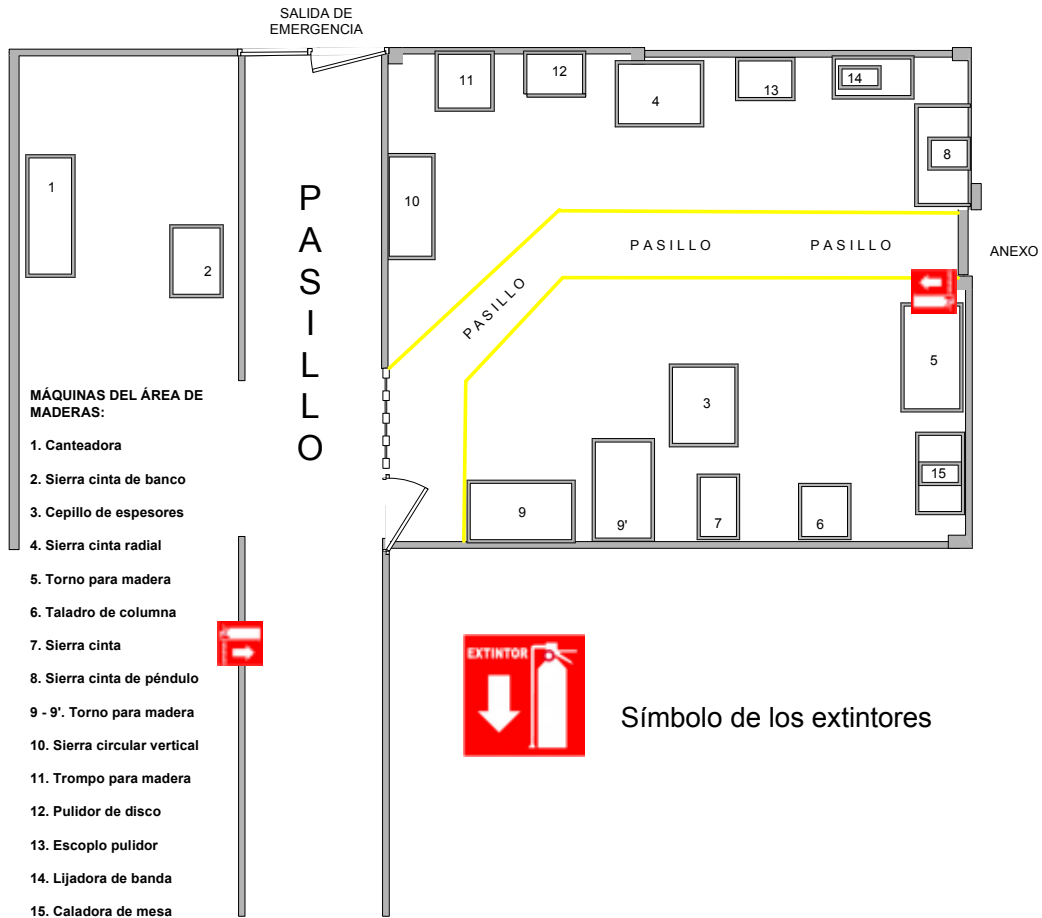 SALIDA DE
EMERGENCIA
11
12
4
13
14
8
1
10
2
PASILLO
PASILLO
PASILLO
PASILLO
ANEXO
5
3
15
9
9'
7
6
MÁQUINAS DEL ÁREA DE
MADERAS:
1. Canteadora
2. Sierra cinta de banco
3. Cepillo de espesores
4. Sierra cinta radial
5. Torno para madera
6. Taladro de columna
7. Sierra cinta
8. Sierra cinta de péndulo
9 - 9'. Torno para madera
10. Sierra circular vertical
11. Trompo para madera
12. Pulidor de disco
13. Escoplo pulidor
14. Lijadora de banda
15. Caladora de mesa
EXTINTOR
Símbolo de los extintores